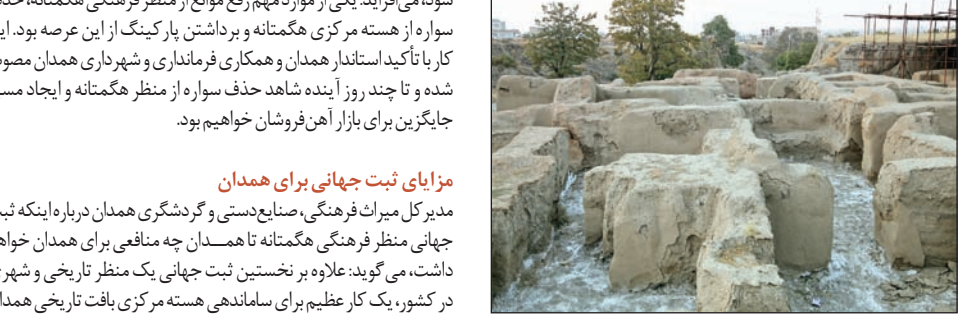 شود، می‌افزاید: یکی از موارد مهم رفع موانع از منظر فرهنگی هگمتانه،
سواره از هسته مرکزی هگمتانه و برداشتن پارکینگ از این عرصه بود.
کار با تأکید استاندار همدان و همکاری فرمانداری و شهرداری همدان
شده و تا چند روز آینده شاهد حذف سواره از منظر هگمتانه و ایجاد
جایگزین برای بازار آهن‌فروشان خواهیم بود.
مزایای ثبت جهانی برای همدان
مدیرکل میراث فرهنگی، صنایع‌دستی و گردشگری همدان درباره اینکه
جهانی منظر فرهنگی هگمتانه تا همــدان چه منافعی برای همدان
داشت، می‌گوید: علاوه بر نخستین ثبت جهانی یک منظر تاریخی و
در کشور، یک کار عظیم برای ساماندهی هسته مرکزی بافت تاریخی